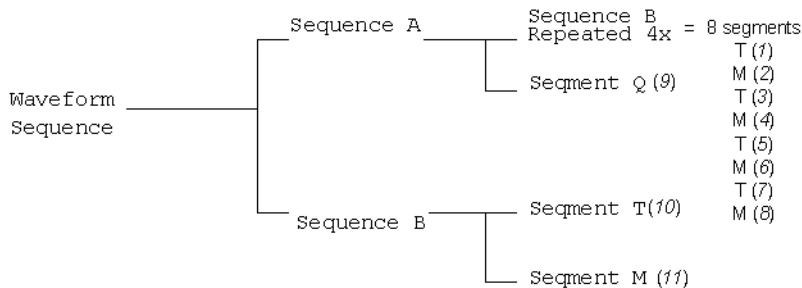 Sequence A
Sequence B
Repeated 4x = 8 segments
T (1)
M (2)
T (3)
M (4)
T (5)
M (6)
T (7)
M (8)
Seqment Q (9)
Waveform
Sequence
Sequence B
Seqment T(10)
Seqment M (11)